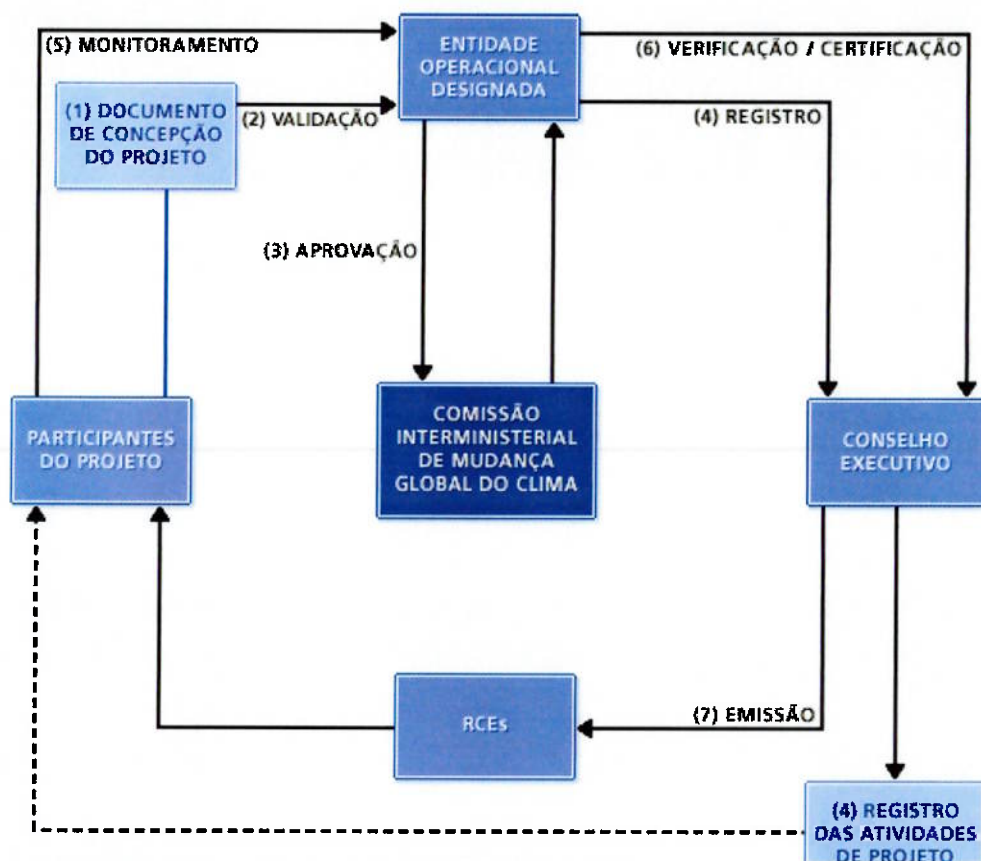 (5) MONITORAMENTO
ENTIDADE
OPERACIONAL
DESIGNADA
(6) VERIFICAÇÃO / CERTIFICAÇÃO
(1) DOCUMENTO
DE CONCEPÇÃO
DO PROJETO
(2) VALIDAÇÃO
(4) REGISTRO
(3) APROVAÇÃO
PARTICIPANTES
DO PROJETO
COMISSÃO
INTERMINISTERIAL
DE MUDANÇA
GLOBAL DO CLIMA
CONSELHO
EXECUTIVO
RCEs
(7) EMISSÃO
(4) REGISTRO
DAS ATIVIDADES
DE PROJETO